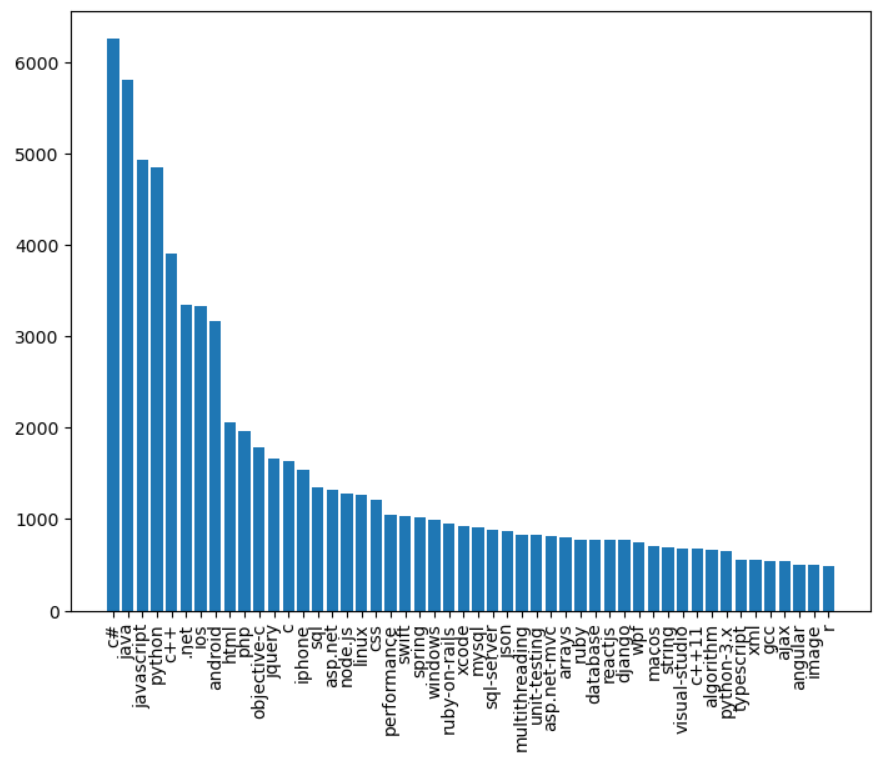 6000
5000
4000
3000
2000
1000
0
c#
java
javascript
python
c++
.net
ios
android
html
php
objective-c
jquery
c
iphone
sql
asp.net
node.js
linux
css
performance
swift
spring
windows
ruby-on-rails
xcode
mysql
sql-server
json
multithreading
unit-testing
asp.net-mvc
arrays
ruby
database
reactjs
django
wpf
macos
string
visual-studio
c++11
algorithm
python-3.x
typescript
xml
gcc
ajax
angular
image
r